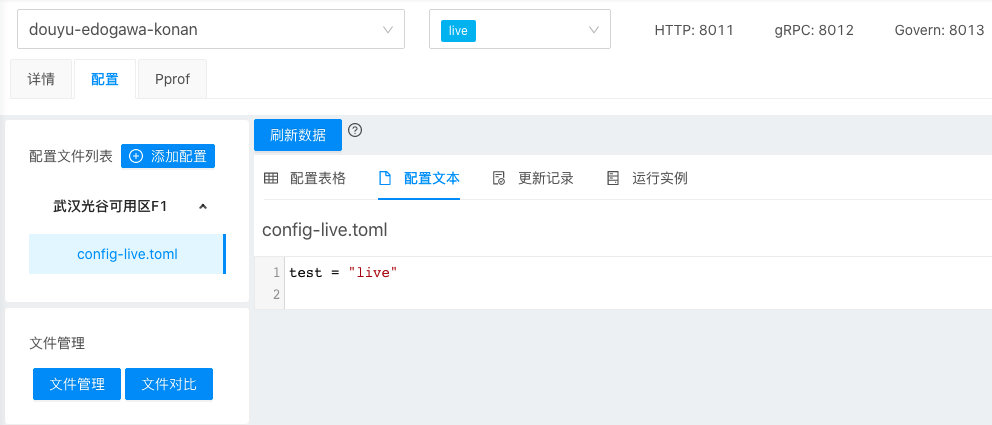 douyu-edogawa-konan live HTTP: 8011 gRPC: 8012 Govern: 8013
详情 配置 Pprof
刷新数据
配置文件列表 添加配置
配置表格 配置文本 更新记录 运行实例
武汉光谷可用区F1
config-live.toml
config-live.toml
1 test = "live"
2
文件管理
文件管理 文件对比